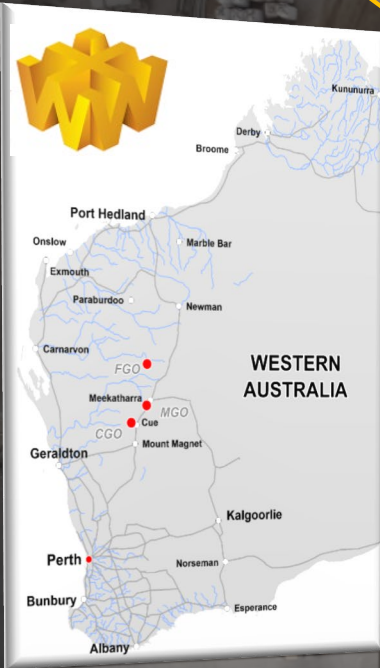 Kununurra
Derby
Broome
Port Hedland
Onslow
Marble Bar
Exmouth
Paraburdoo
Newman
Carnarvon
FGO
WESTERN
AUSTRALIA
Meekatharra
MGO
Cue
CGO
Mount Magnet
Geraldton
Kalgoorlie
Perth
Norseman
Bunbury
Esperance
Albany